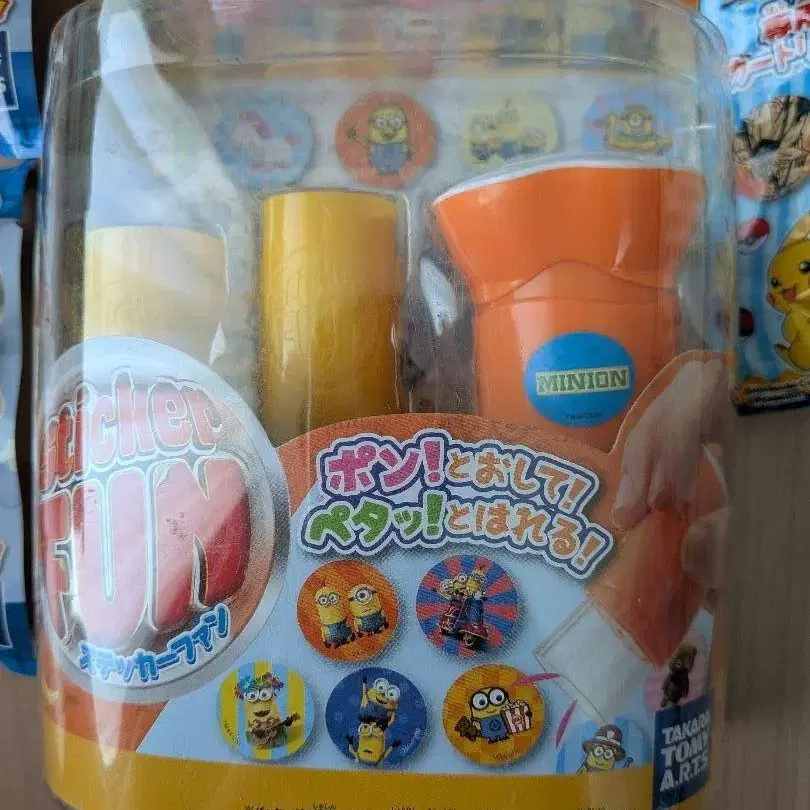 MINION
sticker
FUN
ステッカーファン
ポン!とおして!
ペタッ!とはれる!
TAKARA
TOMY
A.R.T.S